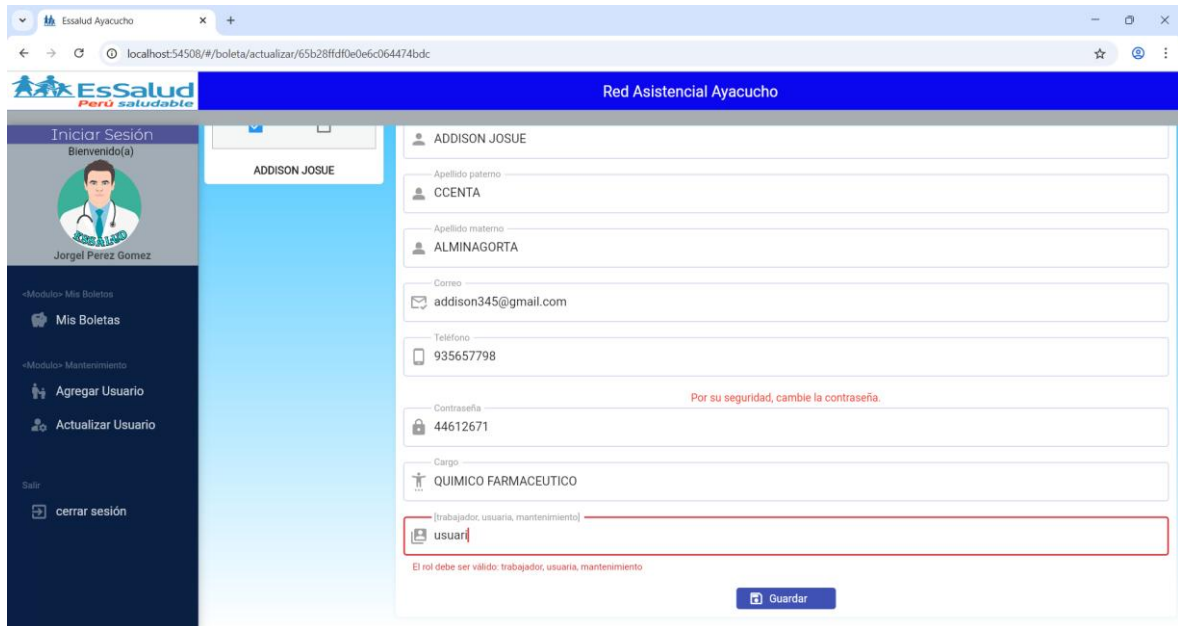 Essalud Ayacucho
localhost:54508/#/boleta/actualizar/65b28ffdf0e0e6c064474bdc
EsSalud
Perú saludable
Red Asistencial Ayacucho
Iniciar Sesión
Bienvenido(a)
ESSALUD
Jorgel Perez Gomez
<Modulo> Mis Boletos
Mis Boletas
<Modulo> Mantenimiento
Agregar Usuario
Actualizar Usuario
Salir
cerrar sesión
ADDISON JOSUE
ADDISON JOSUE
Apellido paterno
CCENTA
Apellido materno
ALMINAGORTA
Correo
addison345@gmail.com
Teléfono
935657798
Por su seguridad, cambie la contraseña.
Contraseña
44612671
Cargo
QUIMICO FARMACEUTICO
[trabajador, usuaria, mantenimiento]
usuari
El rol debe ser válido: trabajador, usuaria, mantenimiento
Guardar